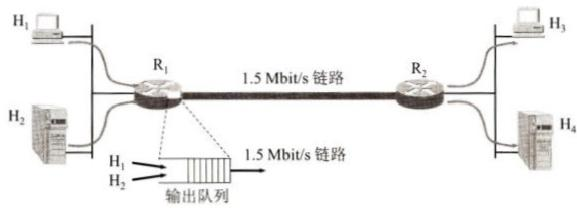 H₁
H₃
R₁
R₂
1.5 Mbit/s 链路
H₂
H₄
H₁
H₂
1.5 Mbit/s 链路
输出队列